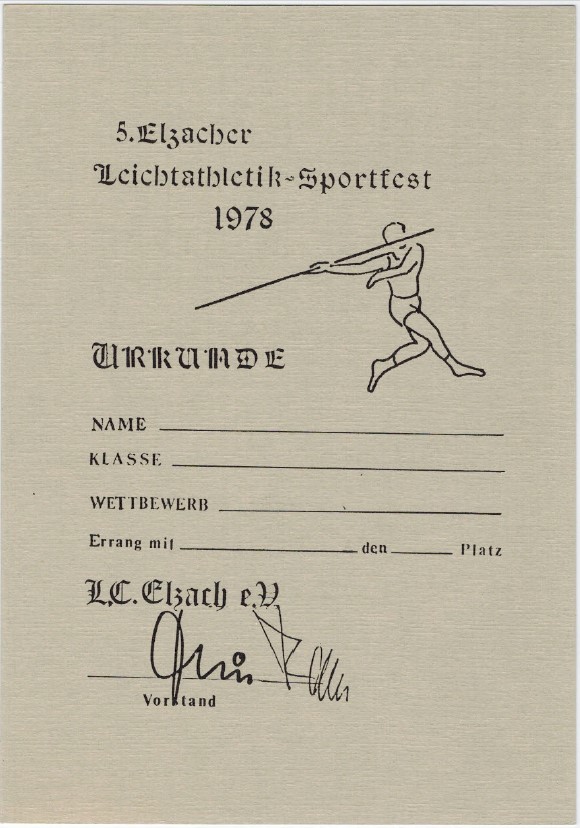 5. Elzacher
Leichtathletik-Sportfest
1978
URKUNDE
NAME
KLASSE
WETTBEWERB
Errang mit den Platz
L.C. Elzach e.V.
Vorstand